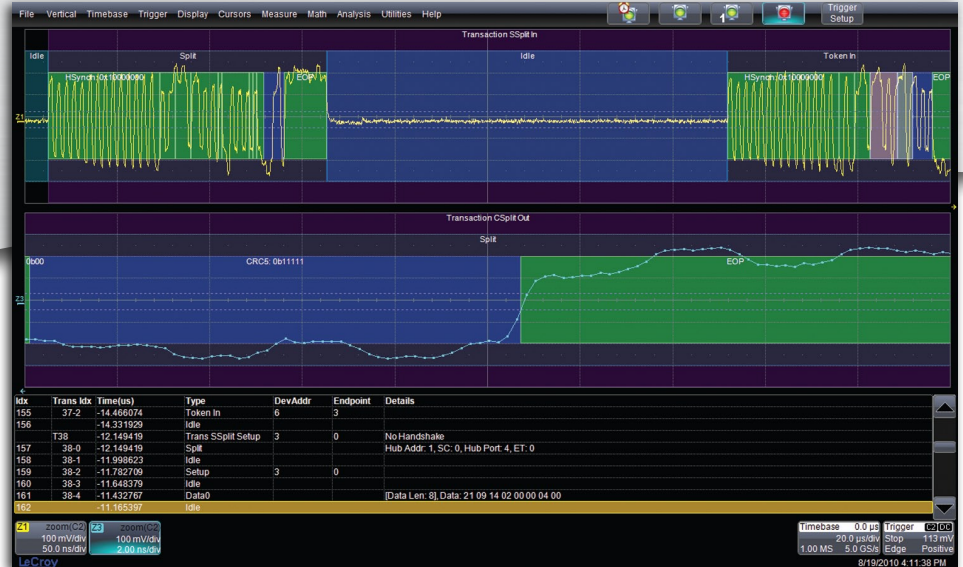 File Vertical Timebase Trigger Display Cursors Measure Math Analysis Utilities Help
1
Trigger
Setup
Transaction SSplit In
Idle Split Idle Token In
HSynch: 0x10000000 EOP HSynch: 0x10000000 EOP
Z1
Transaction CSplit Out
Split
0b00 CRC5: 0b11111 EOP
Z3
Idx Trans Idx Time(us) Type DevAddr Endpoint Details
155 37-2 -14.466074 Token In 6 3
156 -14.331929 Idle
T38 -12.149419 Trans SSplit Setup 3 0 No Handshake
157 38-0 -12.149419 Split Hub Addr: 1, SC: 0, Hub Port: 4, ET: 0
158 38-1 -11.998623 Idle
159 38-2 -11.782709 Setup 3 0
160 38-3 -11.648379 Idle
161 38-4 -11.432767 Data0 [Data Len: 8], Data: 21 09 14 02 00 00 04 00
162 -11.165397 Idle
Z1 zoom(C2) Z3 zoom(C2) Timebase 0.0 µs Trigger C2 DC
100 mV/div 100 mV/div 20.0 µs/div Stop 113 mV
50.0 ns/div 2.00 ns/div 1.00 MS 5.0 GS/s Edge Positive
LeCroy 8/19/2010 4:11:38 PM